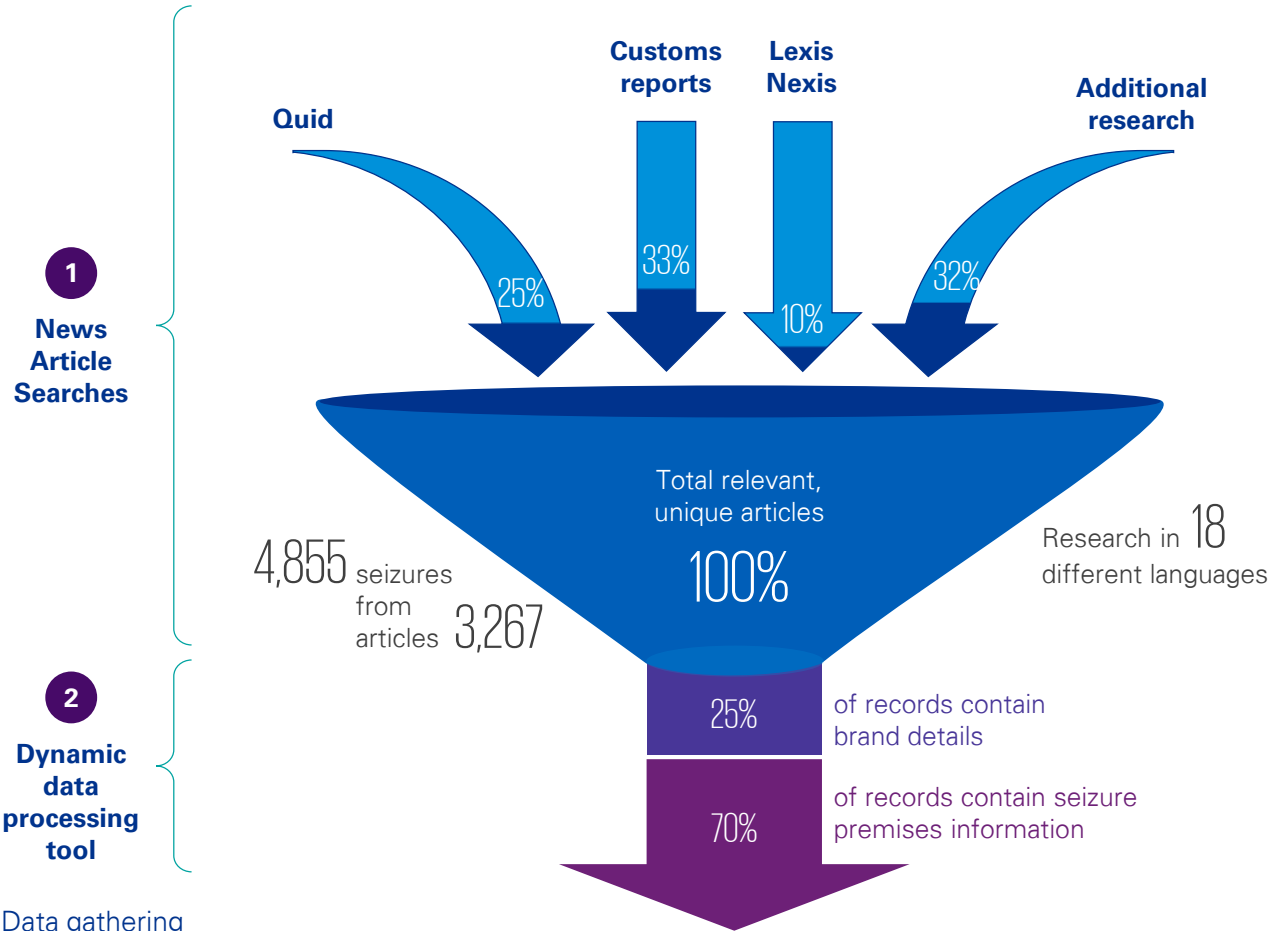 Customs
reports
Lexis
Nexis
Quid
Additional
research
25%
33%
10%
32%
1
News
Article
Searches
Total relevant,
unique articles
100%
4,855 seizures
from
articles 3,267
Research in 18
different languages
2
Dynamic
data
processing
tool
25%
of records contain
brand details
70%
of records contain seizure
premises information
Data gathering